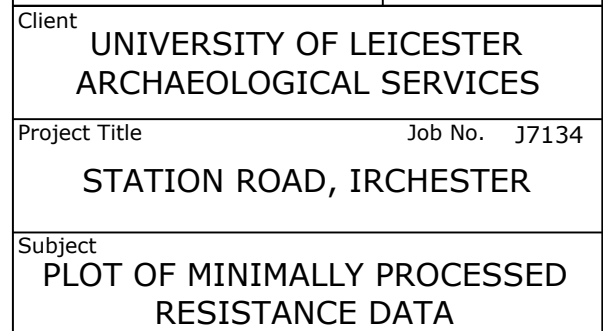 Client
UNIVERSITY OF LEICESTER
ARCHAEOLOGICAL SERVICES
Project Title Job No. J7134
STATION ROAD, IRCHESTER
Subject
PLOT OF MINIMALLY PROCESSED
RESISTANCE DATA